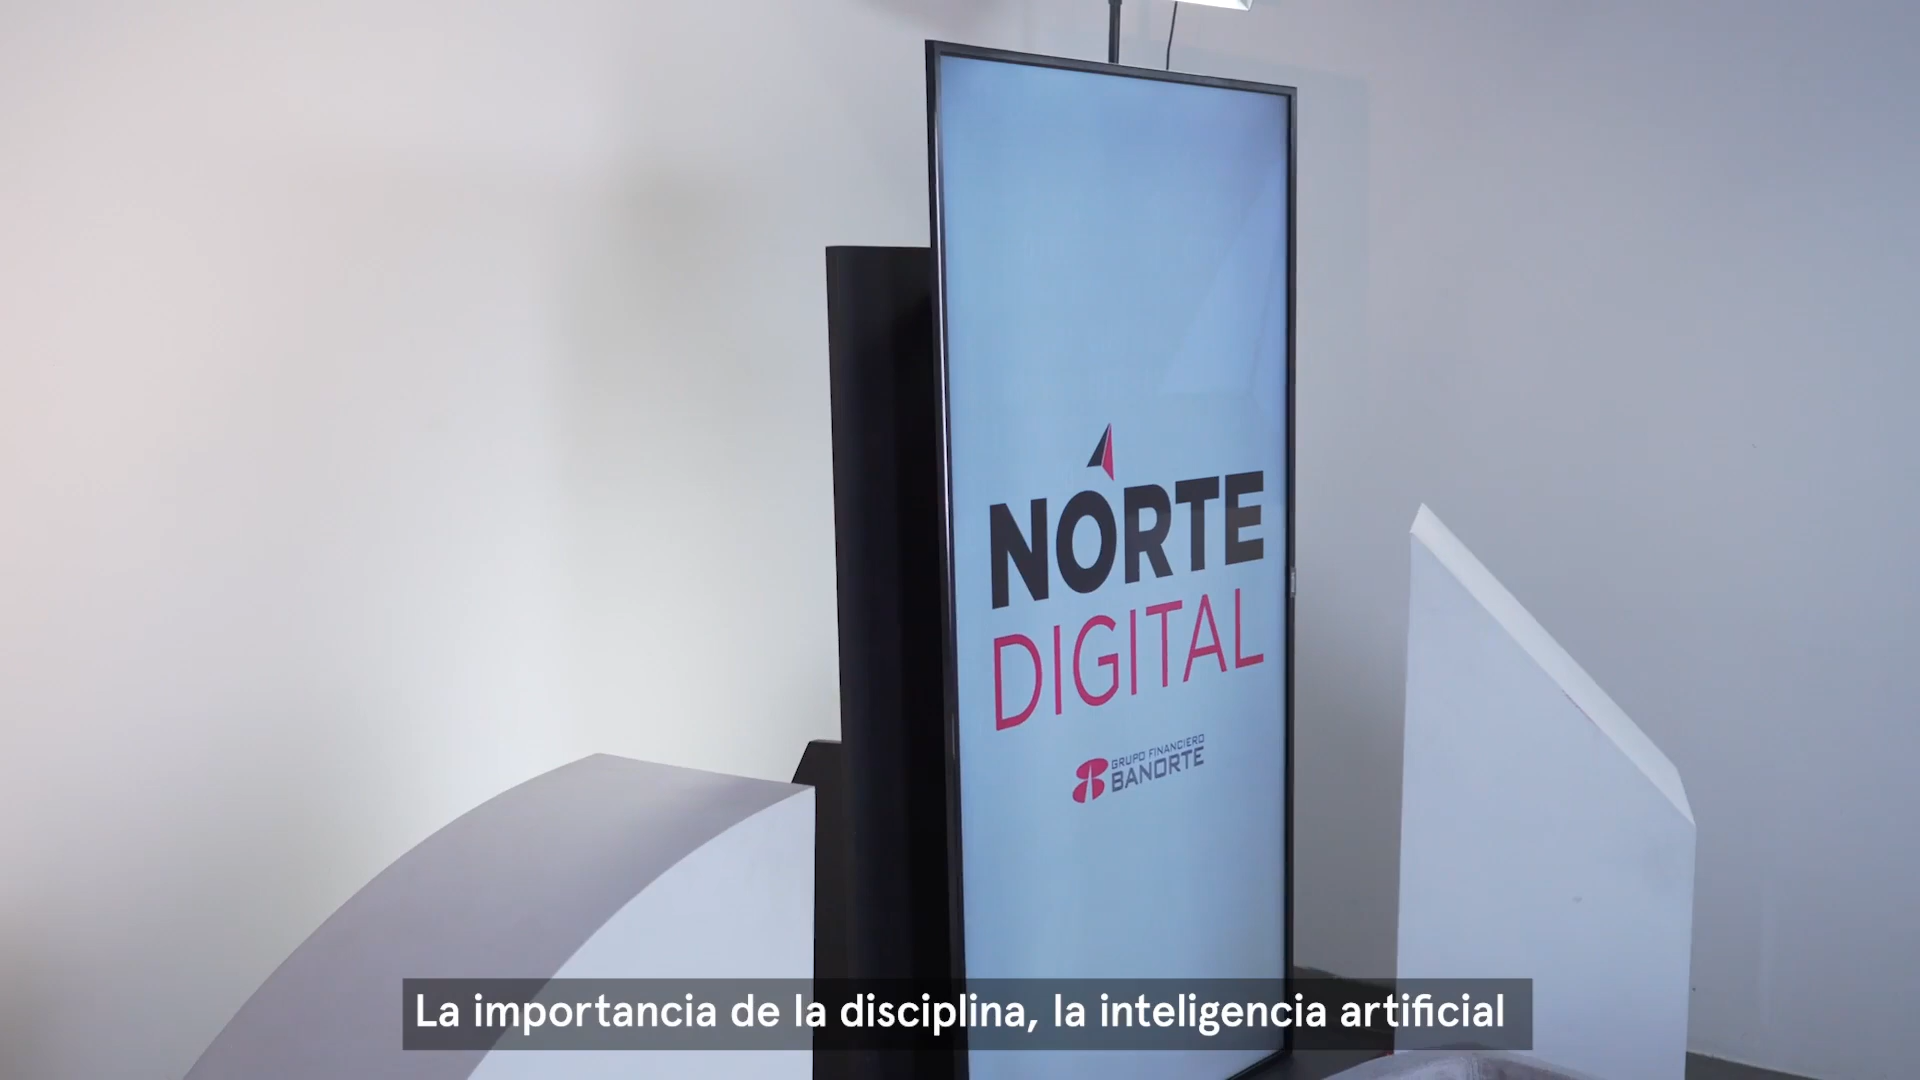 NORTE
DIGITAL
GRUPO FINANCIERO
BANORTE
La importancia de la disciplina, la inteligencia artificial